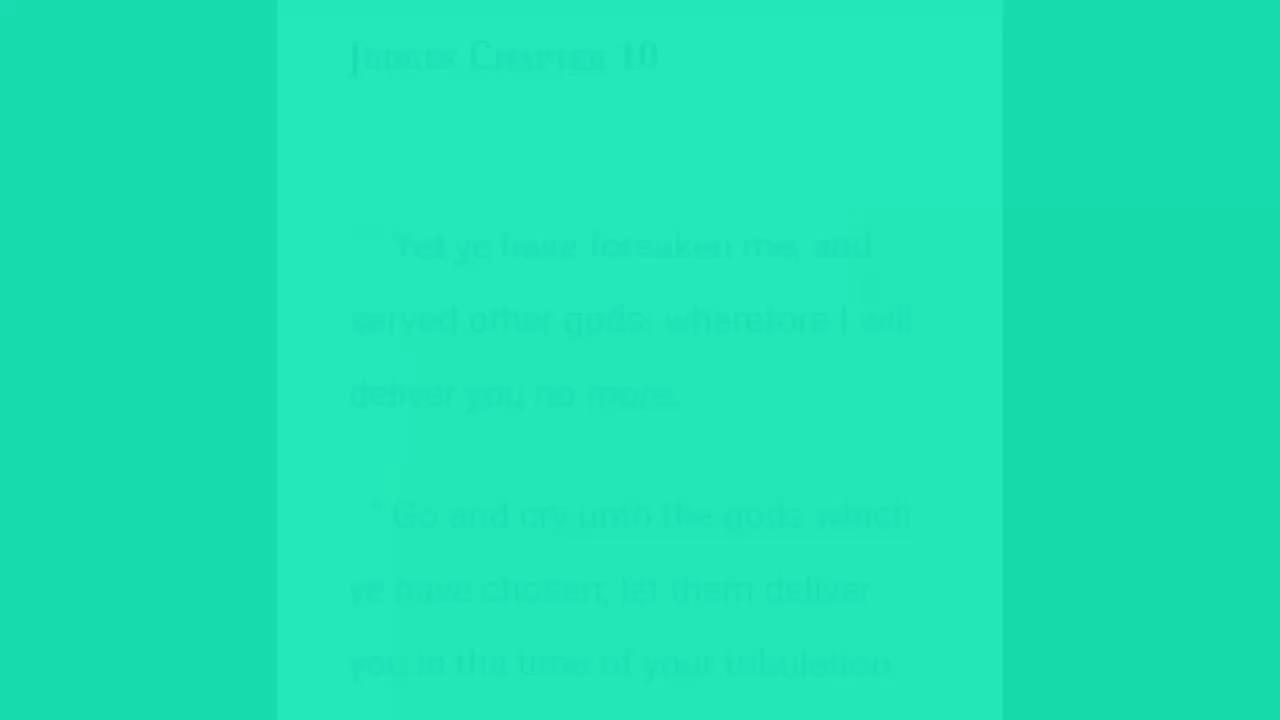 Judges Chapter 10
Yet ye have forsaken me, and
served other gods: wherefore I will
deliver you no more.
Go and cry unto the gods which
ye have chosen; let them deliver
you in the time of your tribulation.